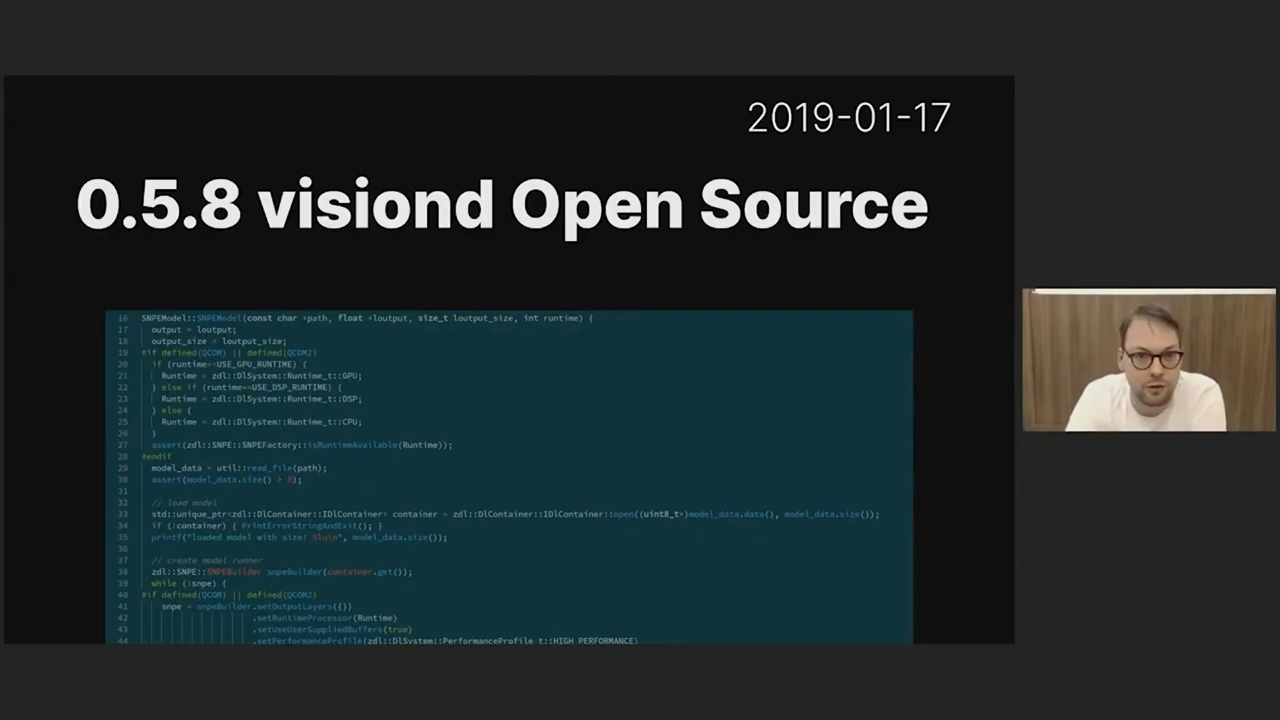 2019-01-17
0.5.8 visiond Open Source
16 SNPEModel::SNPEModel(const char *path, float *loutput, size_t loutput_size, int runtime) {
17 output = loutput;
18 output_size = loutput_size;
19 #if defined(QCOM) || defined(QCOM2)
20 if (runtime==USE_GPU_RUNTIME) {
21 Runtime = zdl::DlSystem::Runtime_t::GPU;
22 } else if (runtime==USE_DSP_RUNTIME) {
23 Runtime = zdl::DlSystem::Runtime_t::DSP;
24 } else {
25 Runtime = zdl::DlSystem::Runtime_t::CPU;
26 }
27 assert(zdl::SNPE::SNPEFactory::isRuntimeAvailable(Runtime));
28 #endif
29 model_data = util::read_file(path);
30 assert(model_data.size() > 0);
31
32 // load model
33 std::unique_ptr<zdl::DlContainer::IDlContainer> container = zdl::DlContainer::IDlContainer::open((uint8_t*)model_data.data(), model_data.size());
34 if (!container) { PrintErrorStringAndExit(); }
35 printf("loaded model with size: %lu\n", model_data.size());
36
37 // create model runner
38 zdl::SNPE::SNPEBuilder snpeBuilder(container.get());
39 while (!snpe) {
40 #if defined(QCOM) || defined(QCOM2)
41 snpe = snpeBuilder.setOutputLayers({})
42 .setRuntimeProcessor(Runtime)
43 .setUseUserSuppliedBuffers(true)
44 .setPerformanceProfile(zdl::DlSystem::PerformanceProfile_t::HIGH_PERFORMANCE)